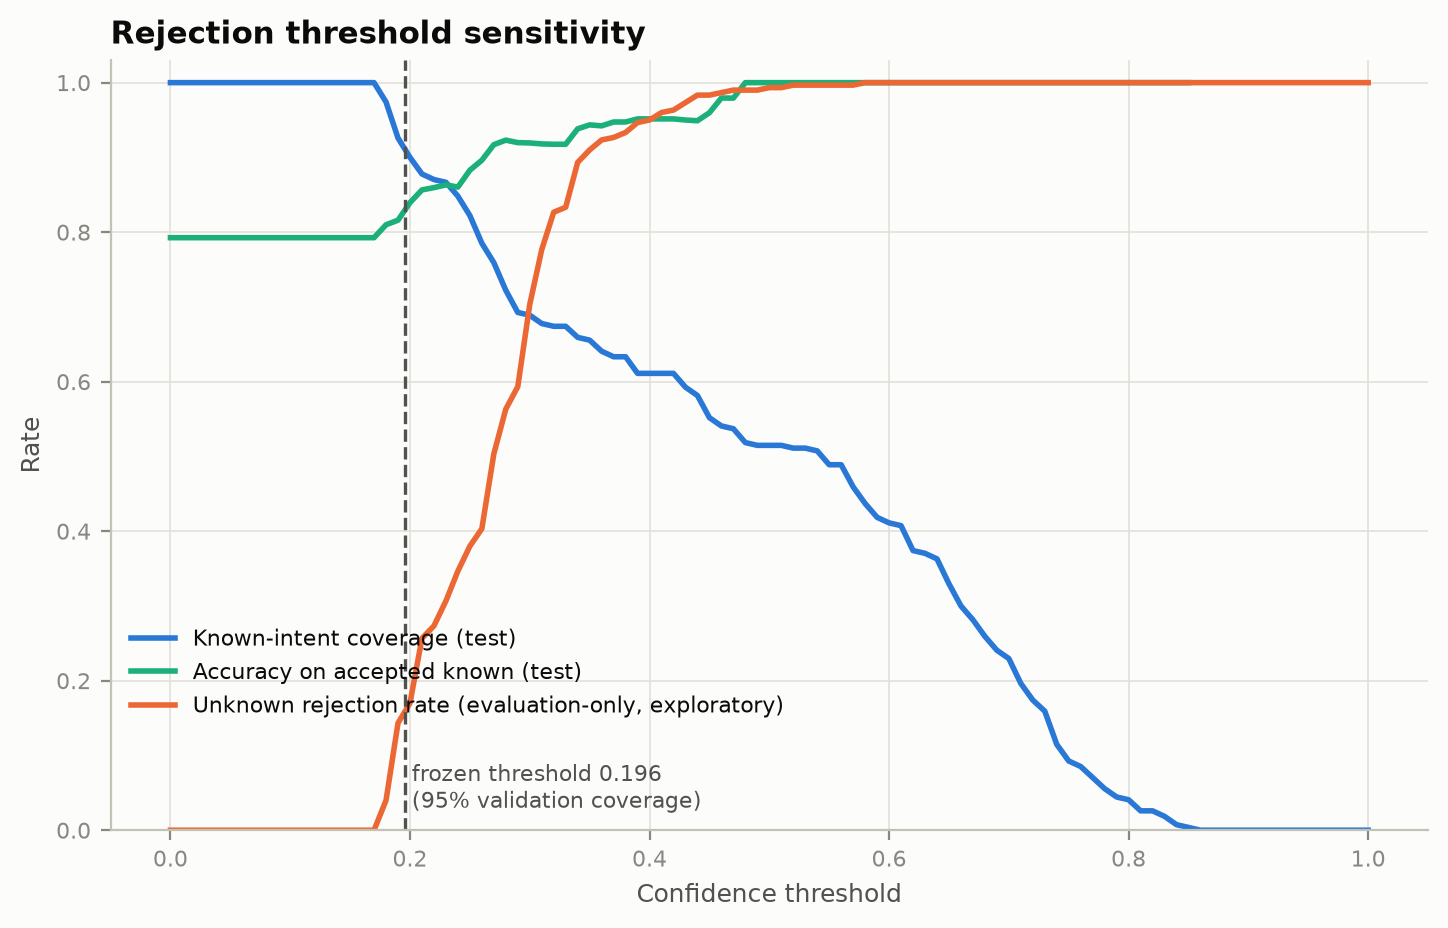 Rejection threshold sensitivity
1.0
0.8
0.6
0.4
0.2
0.0
Rate
Known-intent coverage (test)
Accuracy on accepted known (test)
Unknown rejection rate (evaluation-only, exploratory)
frozen threshold 0.196
(95% validation coverage)
0.0
0.2
0.4
0.6
0.8
1.0
Confidence threshold